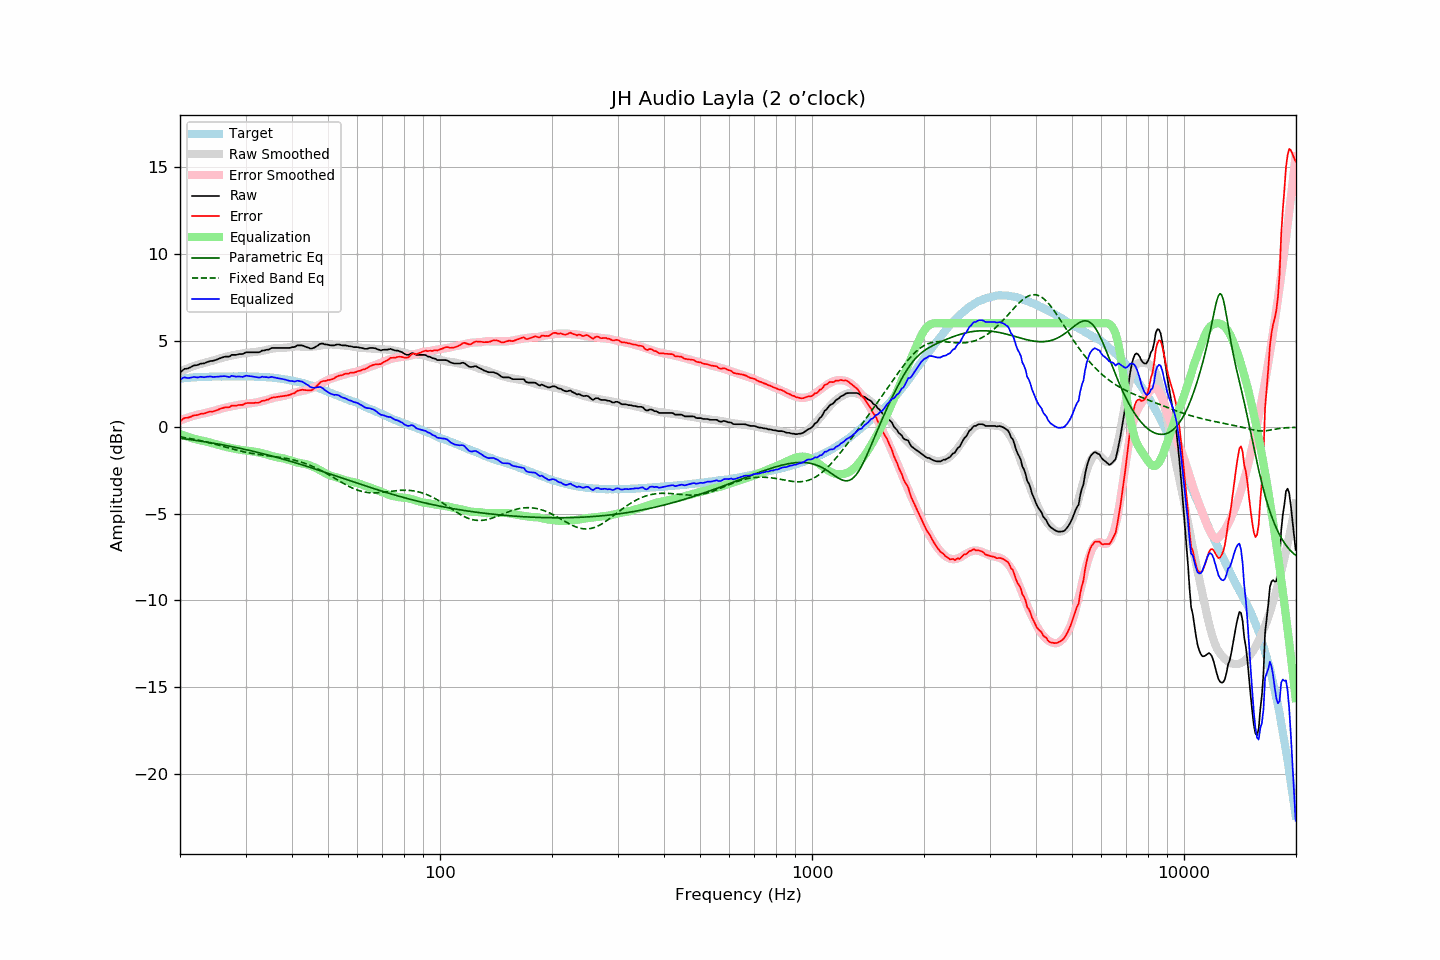 JH Audio Layla (2 o’clock)
Target
Raw Smoothed
Error Smoothed
Raw
Error
Equalization
Parametric Eq
Fixed Band Eq
Equalized
15
10
5
0
−5
−10
−15
−20
Amplitude (dBr)
100
1000
10000
Frequency (Hz)